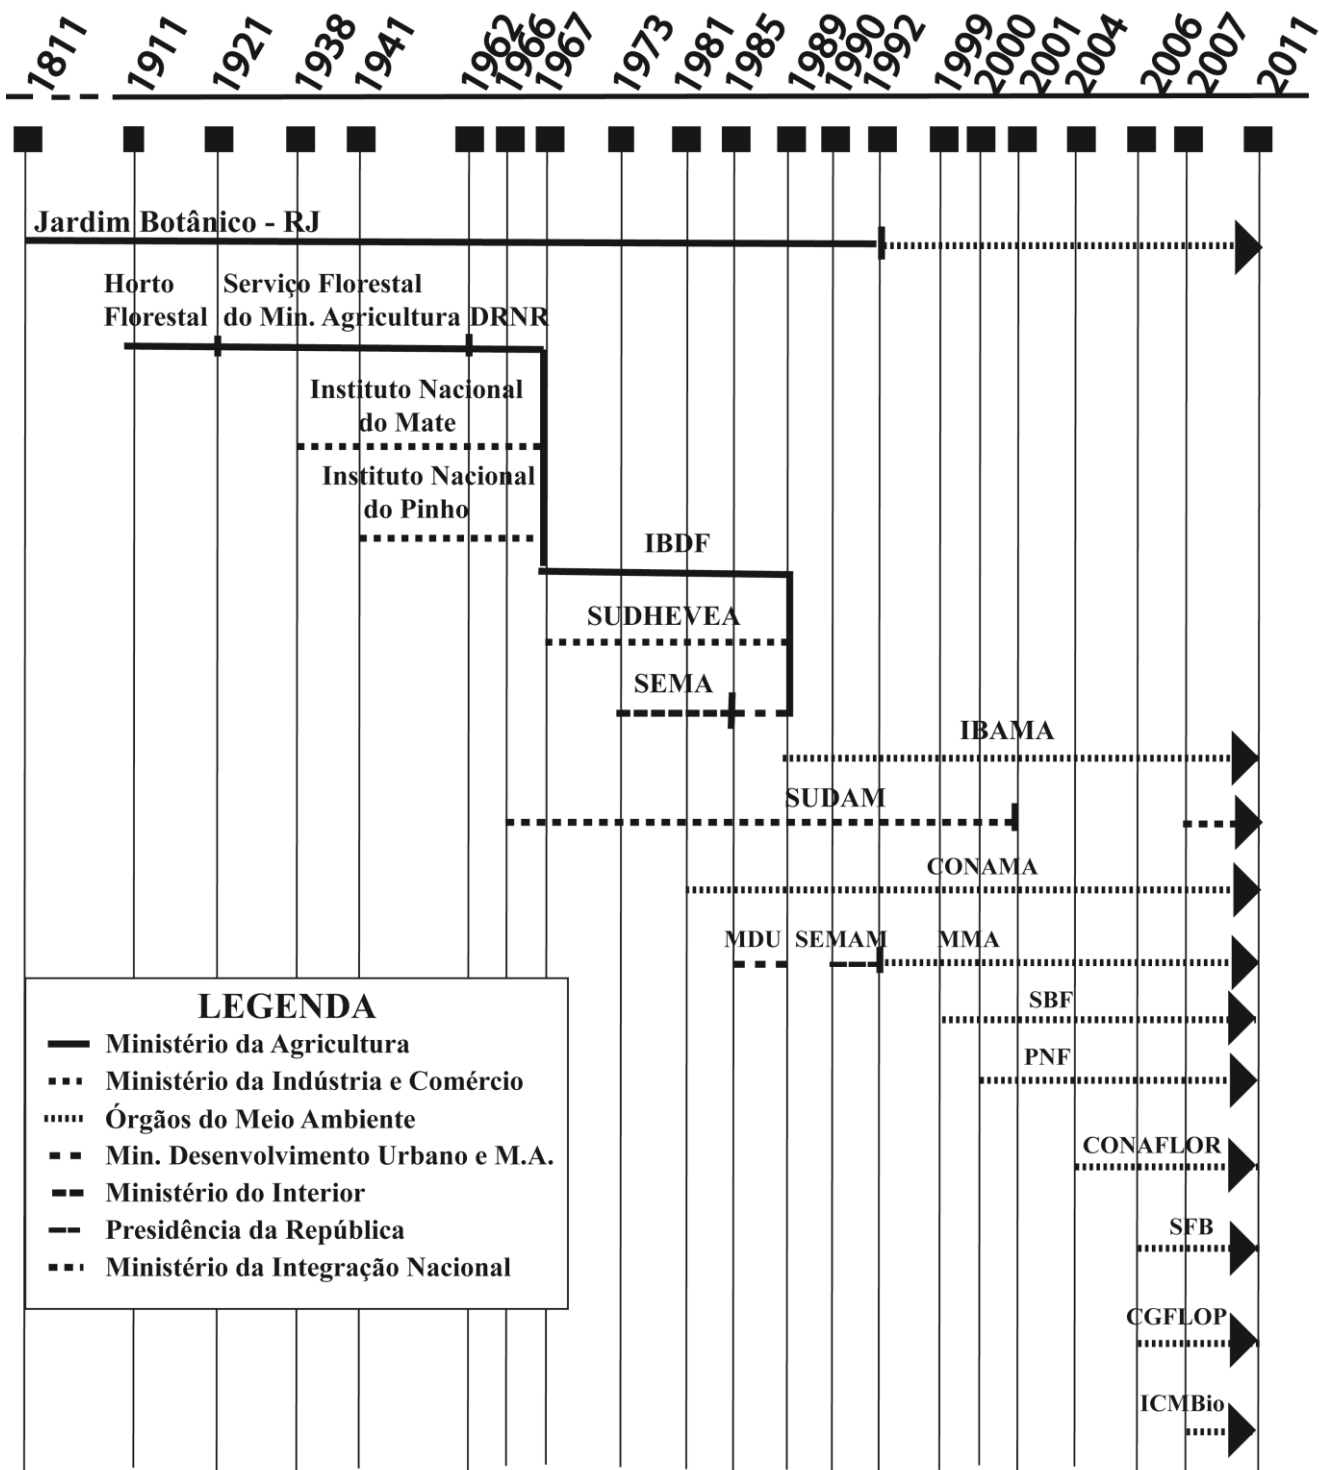 1811 1911 1921 1938 1941 1962 1966 1967 1973 1981 1985 1989 1990 1992 1999 2000 2001 2004 2006 2007 2011
Jardim Botânico - RJ
Horto
Florestal
Serviço Florestal
do Min. Agricultura
DRNR
Instituto Nacional
do Mate
Instituto Nacional
do Pinho
IBDF
SUDHEVEA
SEMA
IBAMA
SUDAM
CONAMA
MDU SEMAM MMA
SBF
PNF
CONAFLOR
SFB
CGFLOP
ICMBio
LEGENDA
Ministério da Agricultura
Ministério da Indústria e Comércio
Órgãos do Meio Ambiente
Min. Desenvolvimento Urbano e M.A.
Ministério do Interior
Presidência da República
Ministério da Integração Nacional